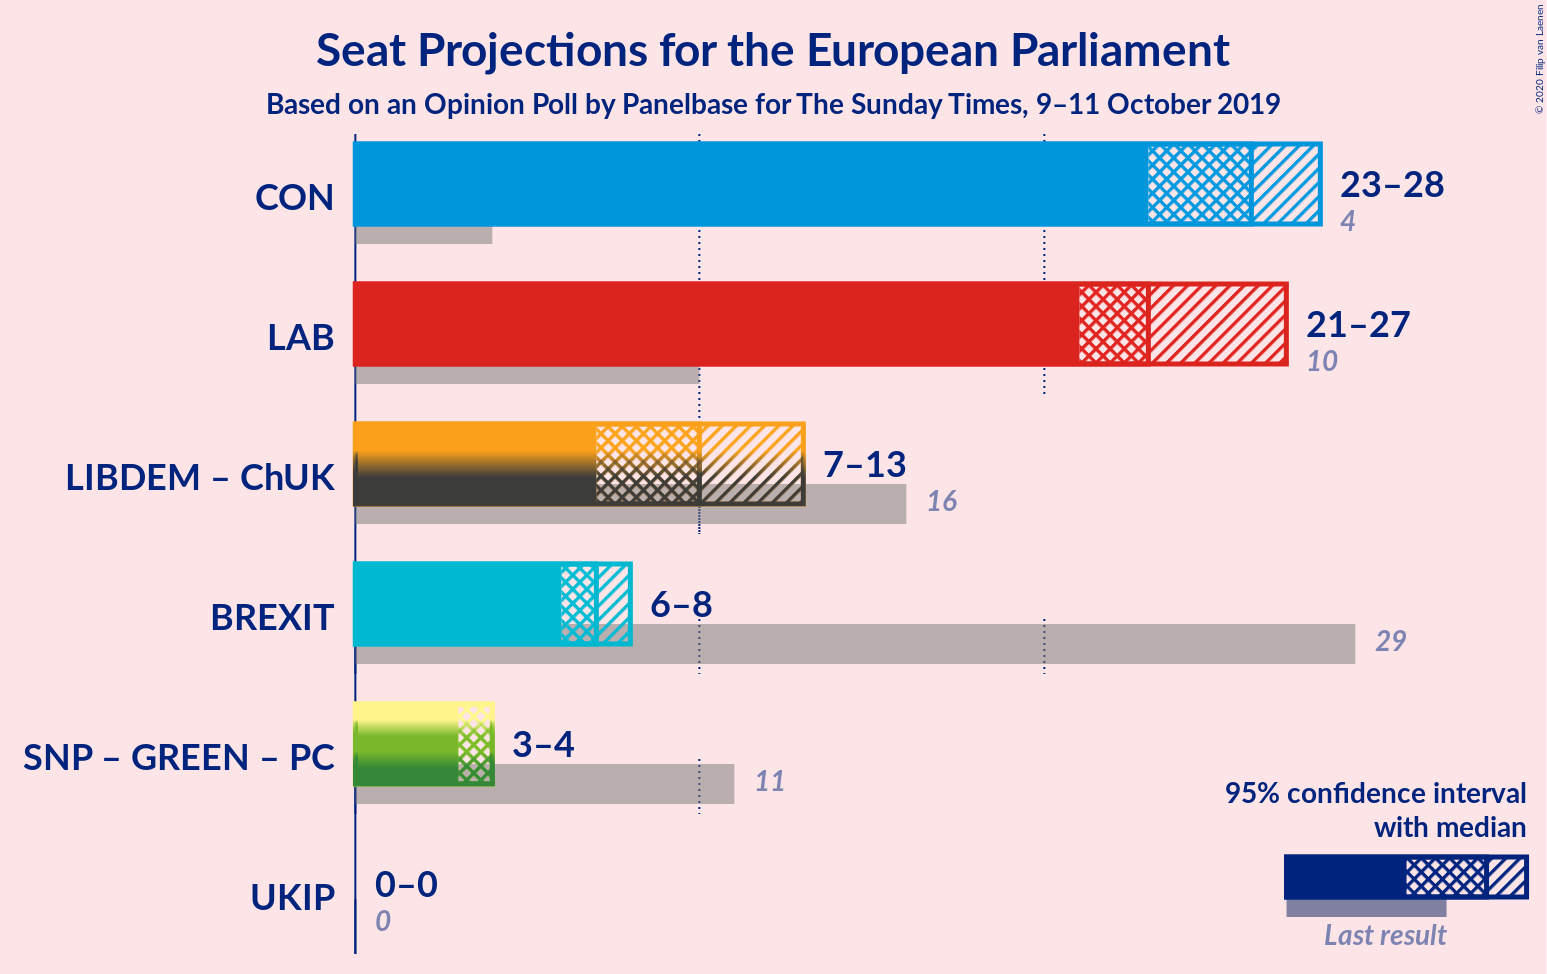 Seat Projections for the European Parliament
Based on an Opinion Poll by Panelbase for The Sunday Times, 9–11 October 2019
© 2020 Filip van Laenen
CON
23–28
4
LAB
21–27
10
LIBDEM – ChUK
7–13
16
BREXIT
6–8
29
SNP – GREEN – PC
3–4
11
UKIP
0–0
0
95% confidence interval
with median
Last result